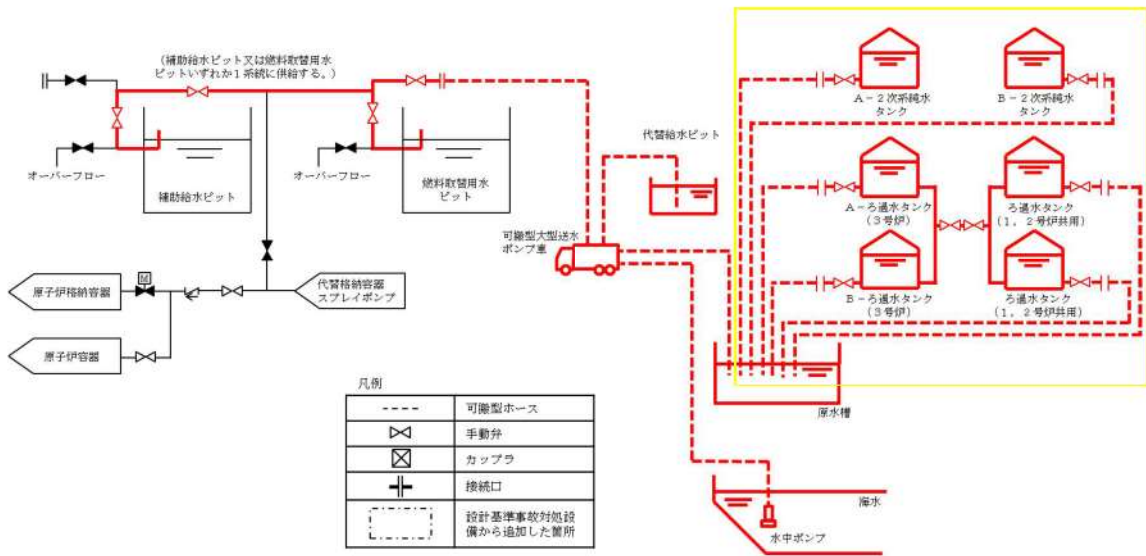 (補助給水ピット又は燃料取替用水
ピットいずれか1系統に供給する。)
オーバーフロー
補助給水ピット
オーバーフロー
燃料取替用水
ピット
代替給水ピット
可搬型大型送水
ポンプ車
A-2次系純水
タンク
B-2次系純水
タンク
A-ろ過水タンク
(3号炉)
ろ過水タンク
(1,2号炉共用)
B-ろ過水タンク
(3号炉)
ろ過水タンク
(1,2号炉共用)
M
原子炉格納容器
代替格納容器
スプレイポンプ
原子炉容器
原水槽
海水
水中ポンプ
凡例
可搬型ホース
手動弁
カップラ
接続口
設計基準事故対処設
備から追加した箇所